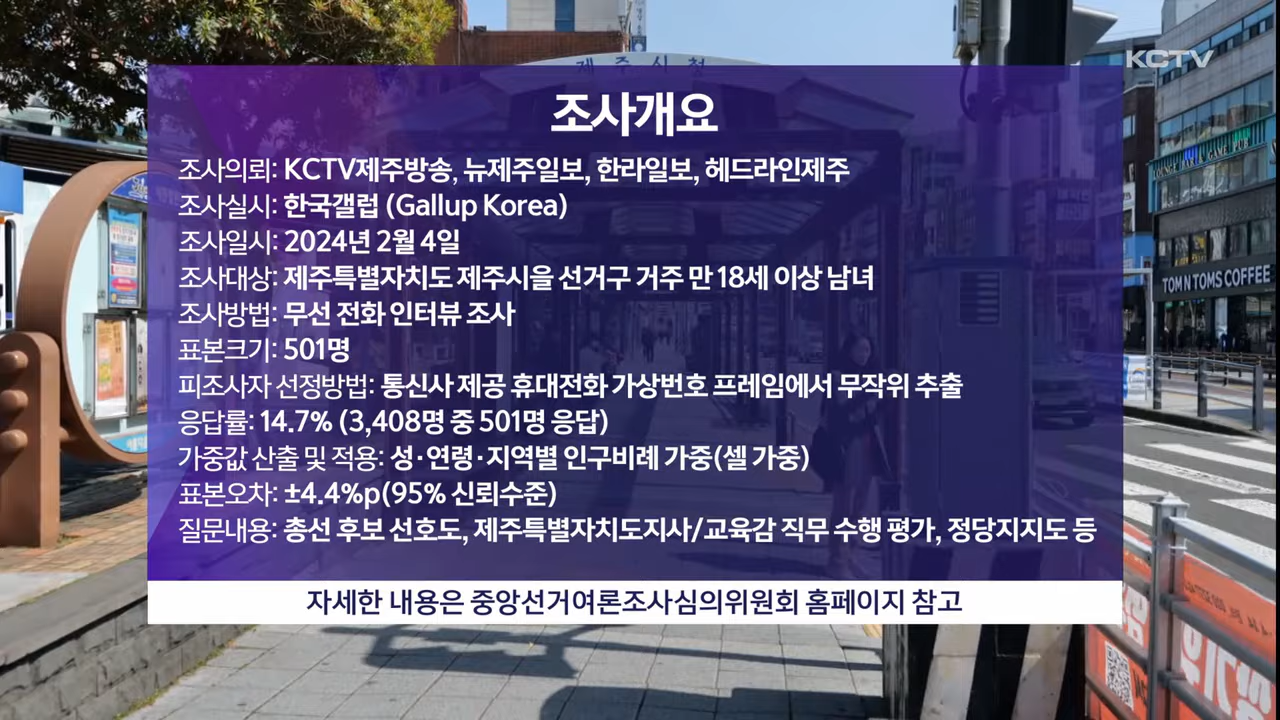 KCTV
제주시청
조사개요
조사의뢰: KCTV제주방송, 뉴제주일보, 한라일보, 헤드라인제주
조사실시: 한국갤럽 (Gallup Korea)
조사일시: 2024년 2월 4일
조사대상: 제주특별자치도 제주시을 선거구 거주 만 18세 이상 남녀
조사방법: 무선 전화 인터뷰 조사
표본크기: 501명
피조사자 선정방법: 통신사 제공 휴대전화 가상번호 프레임에서 무작위 추출
응답률: 14.7% (3,408명 중 501명 응답)
가중값 산출 및 적용: 성·연령·지역별 인구비례 가중(셀 가중)
표본오차: ±4.4%p(95% 신뢰수준)
질문내용: 총선 후보 선호도, 제주특별자치도지사/교육감 직무 수행 평가, 정당지지도 등
자세한 내용은 중앙선거여론조사심의위원회 홈페이지 참고
TOM N TOMS COFFEE